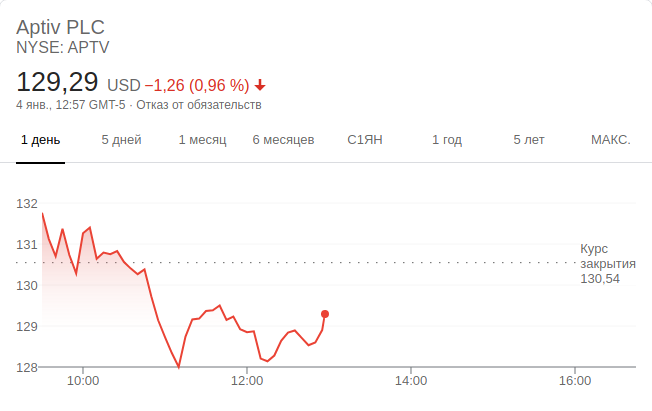 Aptiv PLC
NYSE: APTV
129,29 USD −1,26 (0,96 %)
4 янв., 12:57 GMT-5 · Отказ от обязательств
1 день 5 дней 1 месяц 6 месяцев С1ЯН 1 год 5 лет МАКС.
132
131
Курс
закрытия
130,54
130
129
128
10:00 12:00 14:00 16:00